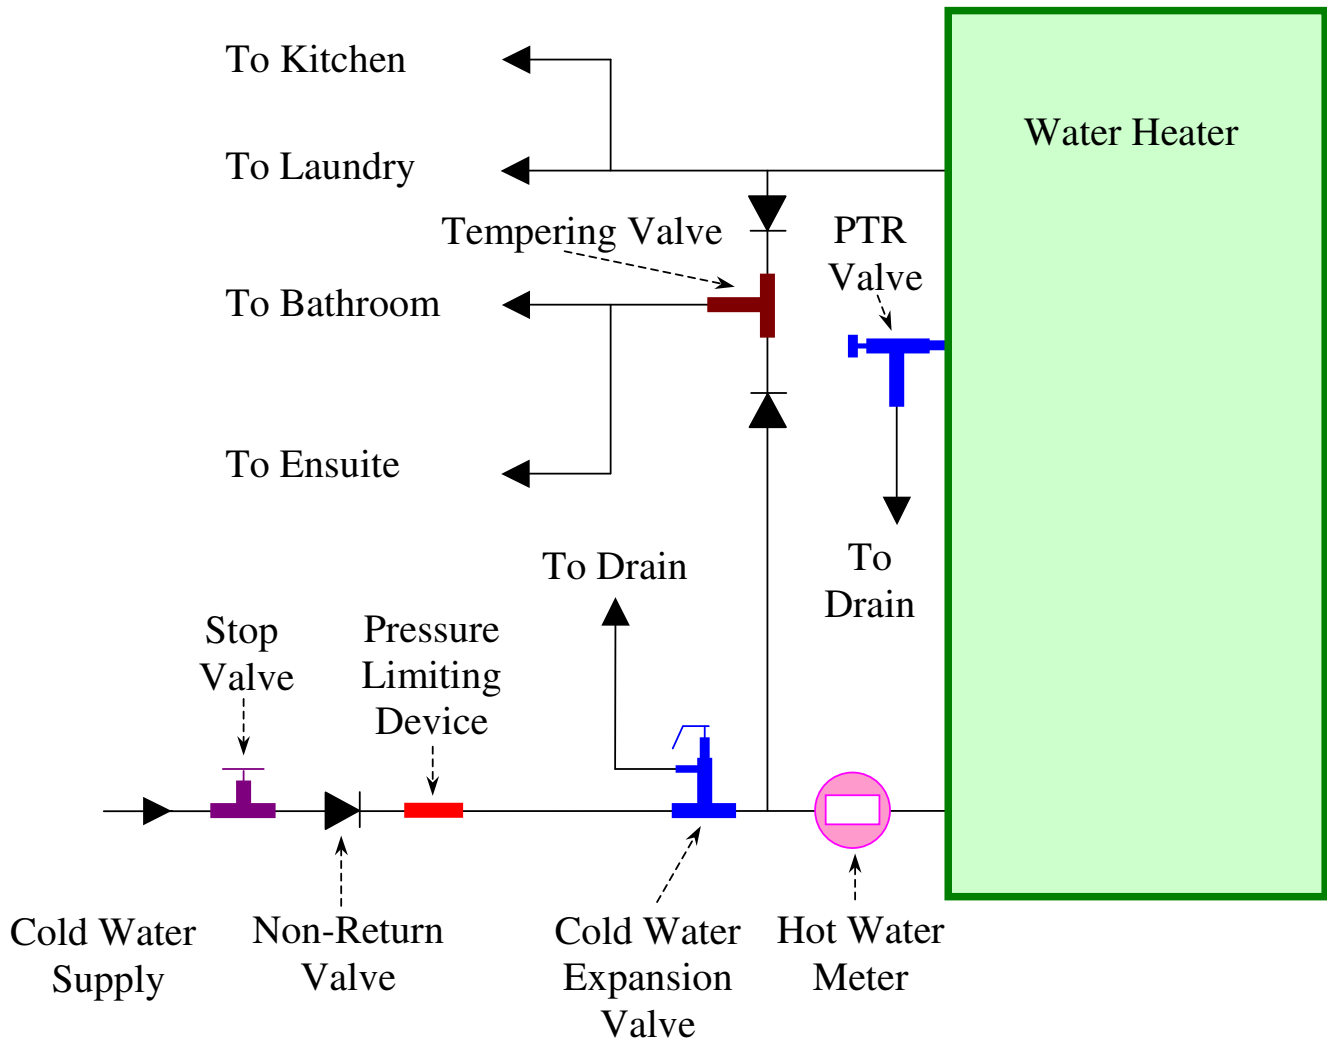 To Kitchen
Water Heater
To Laundry
Tempering Valve
PTR
Valve
To Bathroom
To Ensuite
To Drain
To
Drain
Stop
Valve
Pressure
Limiting
Device
Cold Water
Supply
Non-Return
Valve
Cold Water
Expansion
Valve
Hot Water
Meter